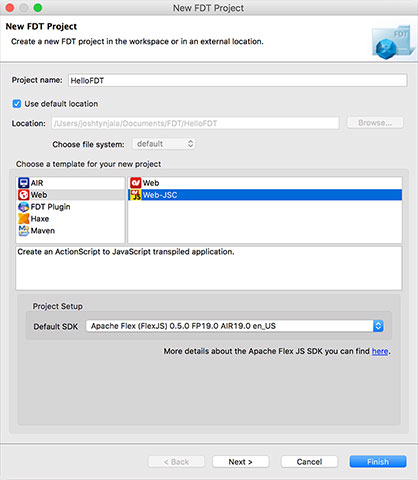 New FDT Project
New FDT Project
Create a new FDT project in the workspace or in an external location.
FDT
Project name: HelloFDT
Use default location
Location: /Users/joshtynjala/Documents/FDT/HelloFDT Browse...
Choose file system: default
Choose a template for your new project
AIR
Web
FDT Plugin
Haxe
Maven
Web
Web-JSC
Create an ActionScript to JavaScript transpiled application.
Project Setup
Default SDK Apache Flex (FlexJS) 0.5.0 FP19.0 AIR19.0 en_US
More details about the Apache Flex JS SDK you can find here.
< Back Next > Cancel Finish